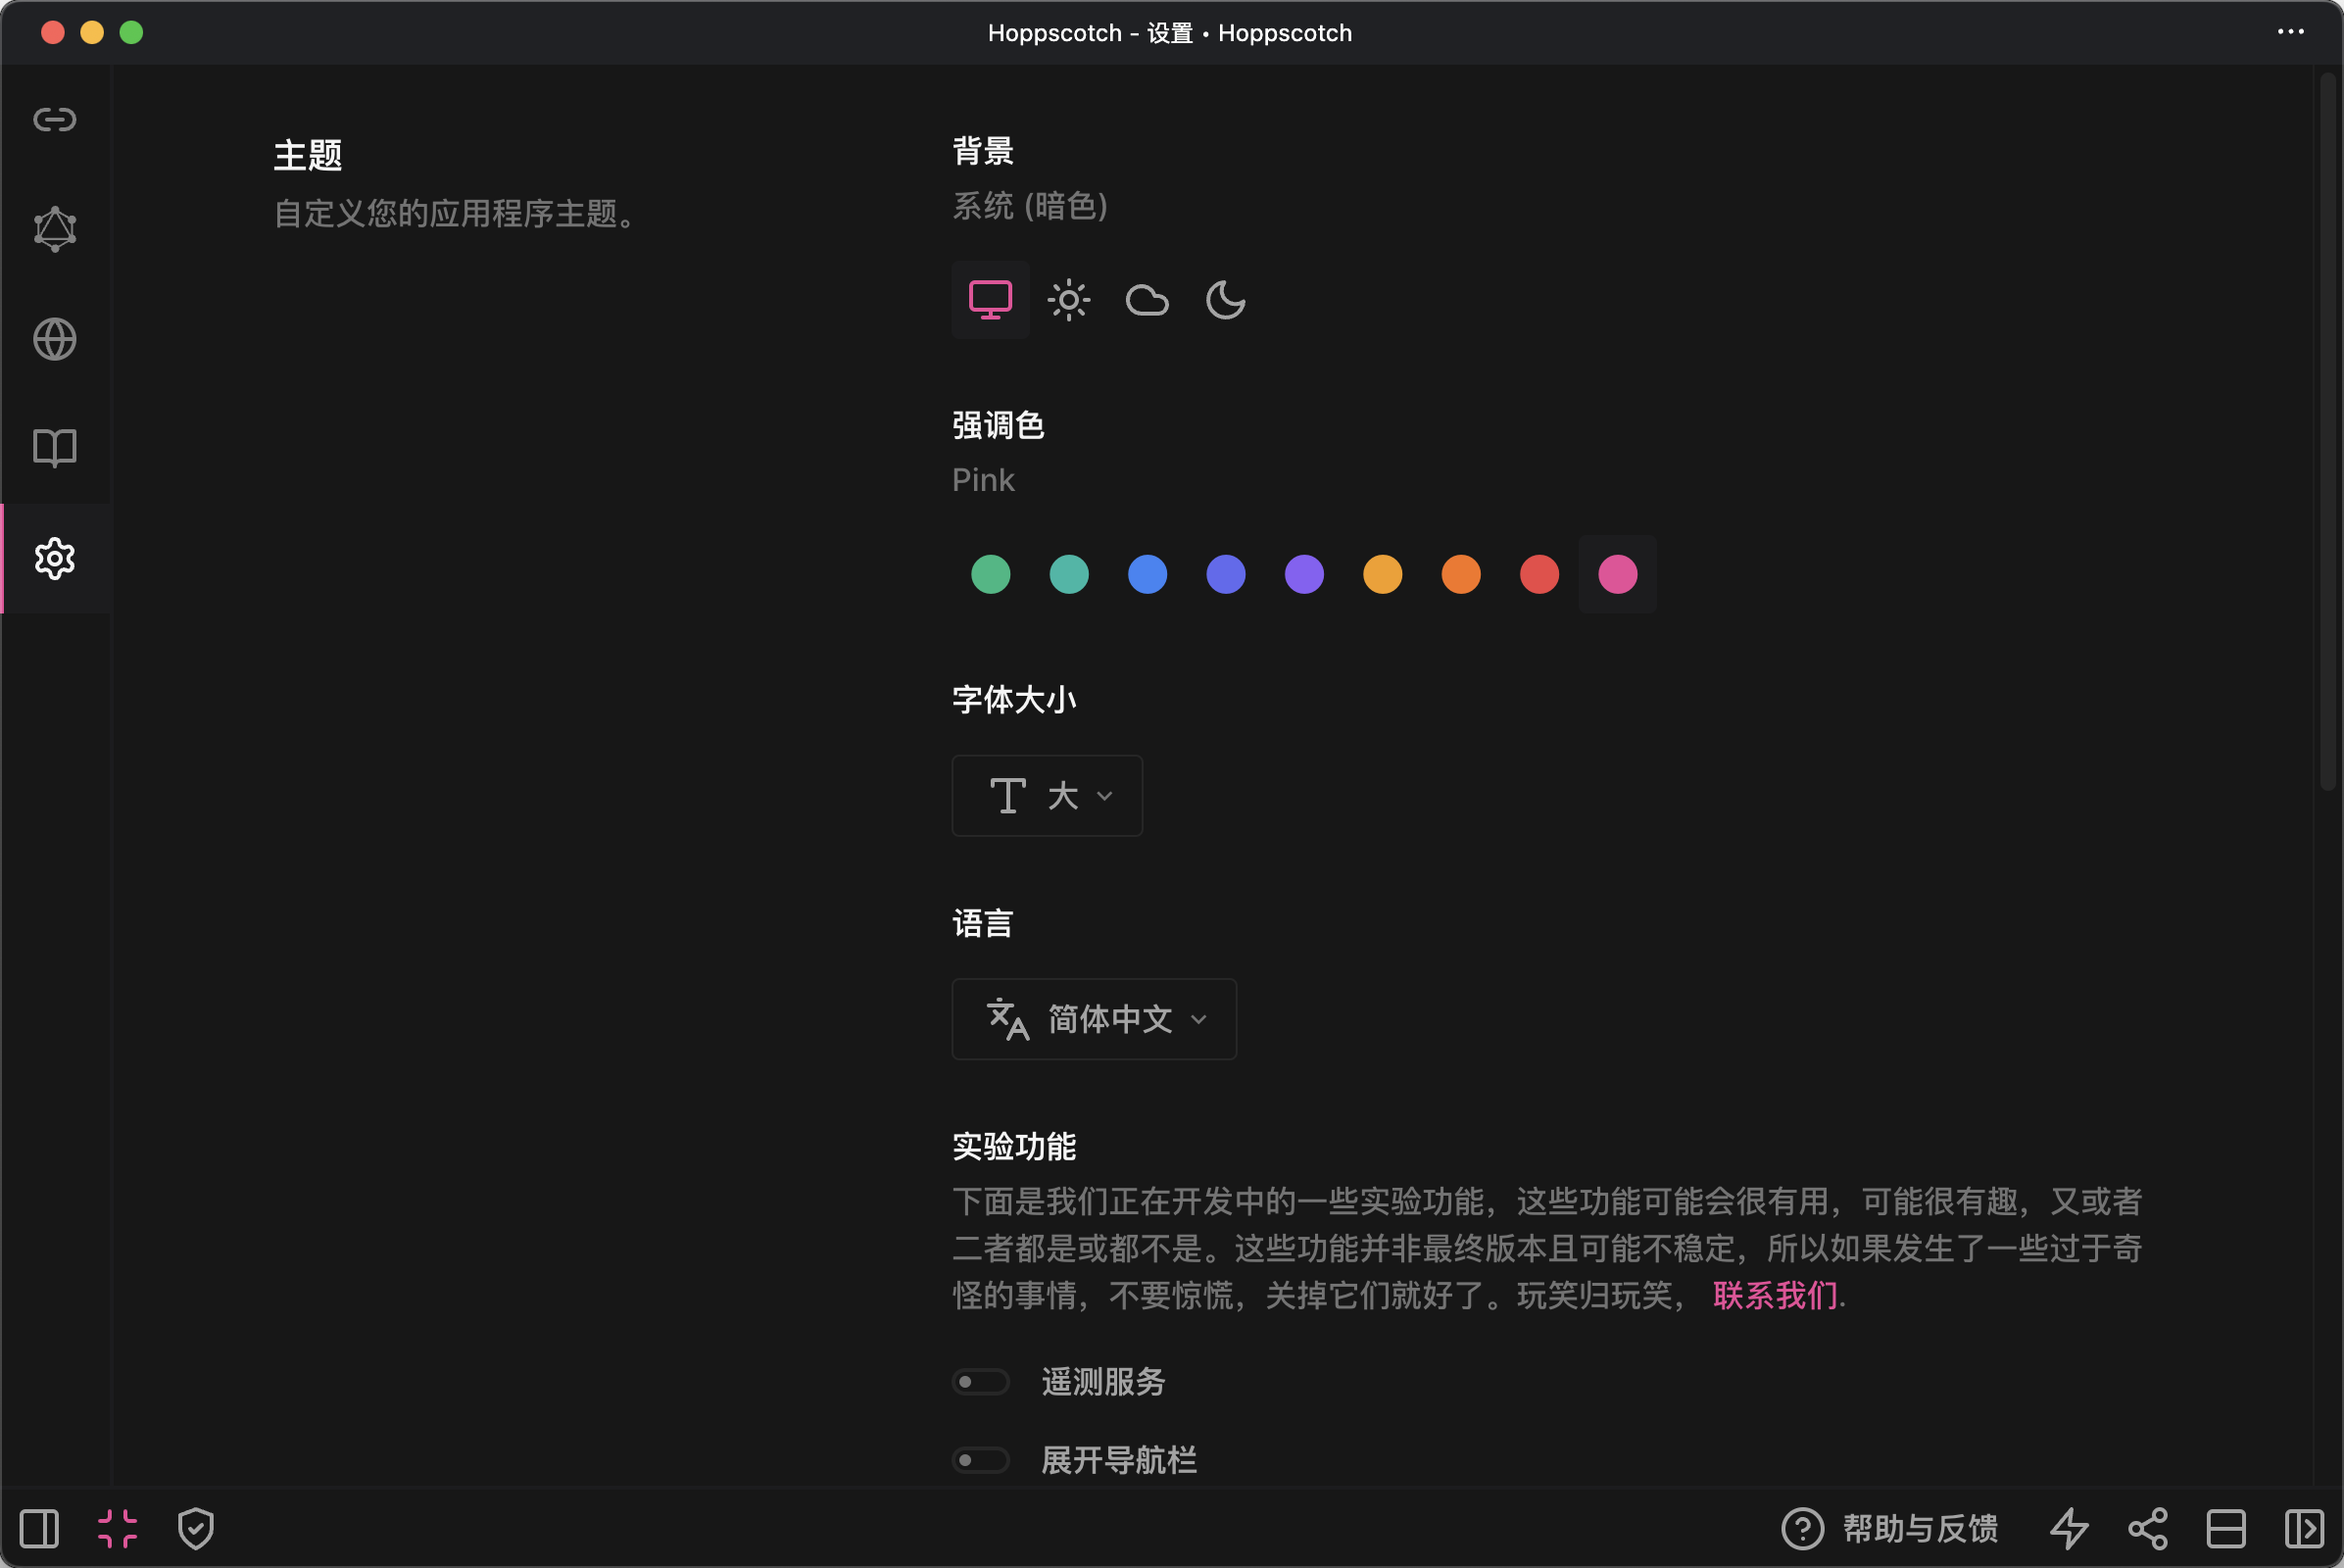 Hoppscotch - 设置 • Hoppscotch
主题
自定义您的应用程序主题。
背景
系统 (暗色)
强调色
Pink
字体大小
大
语言
简体中文
实验功能
下面是我们正在开发中的一些实验功能，这些功能可能会很有用，可能很有趣，又或者
二者都是或都不是。这些功能并非最终版本且可能不稳定，所以如果发生了一些过于奇
怪的事情，不要惊慌，关掉它们就好了。玩笑归玩笑， 联系我们.
遥测服务
展开导航栏
帮助与反馈